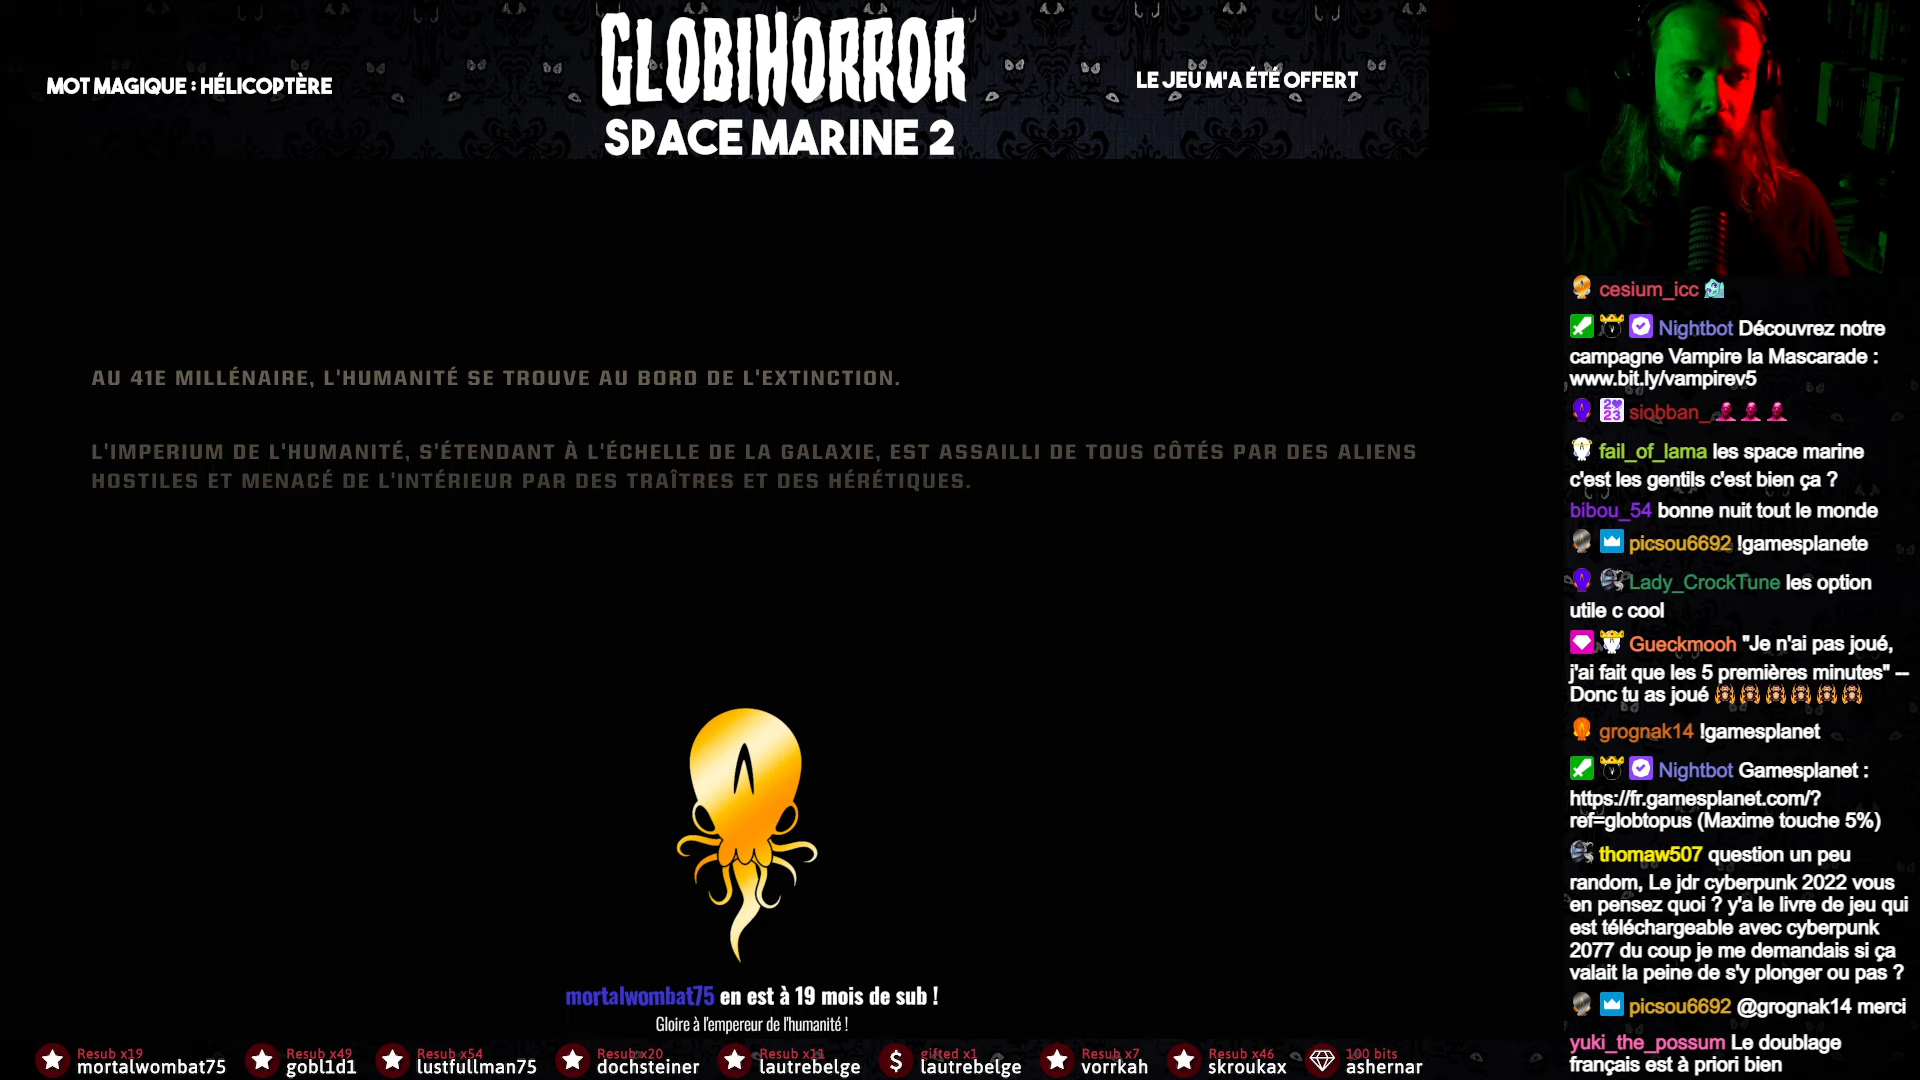 MOT MAGIQUE : HÉLICOPTÈRE
GLOBIHORROR
SPACE MARINE 2
LE JEU M'A ÉTÉ OFFERT
AU 41E MILLÉNAIRE, L'HUMANITÉ SE TROUVE AU BORD DE L'EXTINCTION.
L'IMPERIUM DE L'HUMANITÉ, S'ÉTENDANT À L'ÉCHELLE DE LA GALAXIE, EST ASSAILLI DE TOUS CÔTÉS PAR DES ALIENS
HOSTILES ET MENACÉ DE L'INTÉRIEUR PAR DES TRAÎTRES ET DES HÉRÉTIQUES.
mortalwombat75 en est à 19 mois de sub !
Gloire à l'empereur de l'humanité !
Resub x19
mortalwombat75
Resub x49
gobl1d1
Resub x54
lustfullman75
Resub x20
dochsteiner
Resub x11
lautrebelge
gifted x1
lautrebelge
Resub x7
vorrkah
Resub x46
skroukax
100 bits
ashernar
cesium_icc
Nightbot Découvrez notre
campagne Vampire la Mascarade :
www.bit.ly/vampirev5
2023 siobban_
fail_of_lama les space marine
c'est les gentils c'est bien ça ?
bibou_54 bonne nuit tout le monde
picsou6692 !gamesplanete
Lady_CrockTune les option
utile c cool
Gueckmooh "Je n'ai pas joué,
j'ai fait que les 5 premières minutes" --
Donc tu as joué
grognak14 !gamesplanet
Nightbot Gamesplanet :
https://fr.gamesplanet.com/?
ref=globtopus (Maxime touche 5%)
thomaw507 question un peu
random, Le jdr cyberpunk 2022 vous
en pensez quoi ? y'a le livre de jeu qui
est téléchargeable avec cyberpunk
2077 du coup je me demandais si ça
valait la peine de s'y plonger ou pas ?
picsou6692 @grognak14 merci
yuki_the_possum Le doublage
français est à priori bien